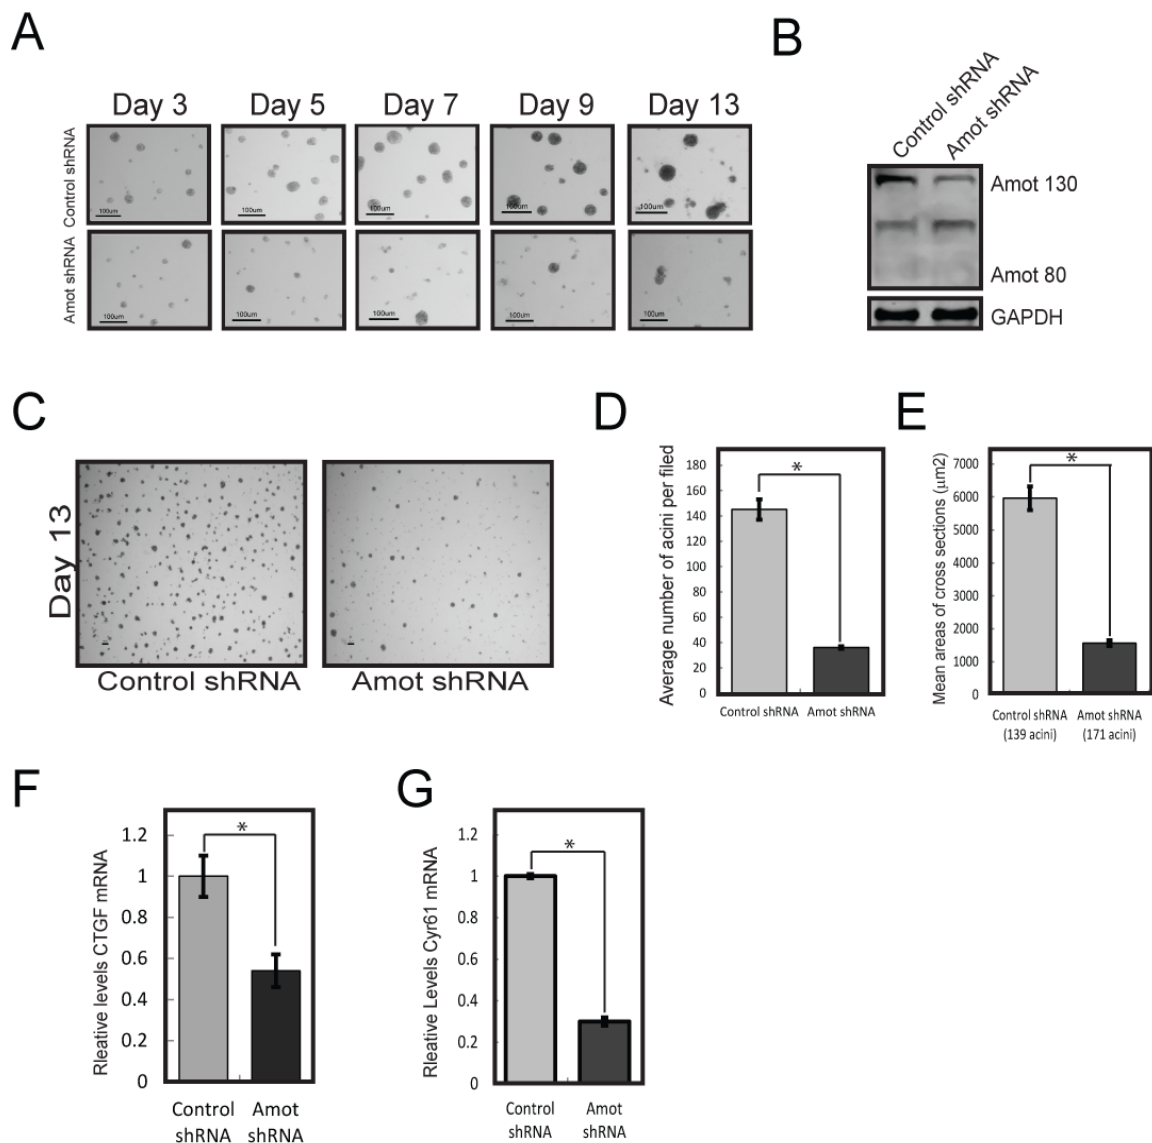 A
B
Day 3
Day 5
Day 7
Day 9
Day 13
Control shRNA
100um
100um
100um
100um
100um
Amot shRNA
100um
100um
100um
100um
100um
Control shRNA
Amot shRNA
Amot 130
Amot 80
GAPDH
C
Day 13
Control shRNA
Amot shRNA
D
Average number of acini per filed
180
160
140
120
100
80
60
40
20
0
*
Control shRNA
Amot shRNA
E
Mean areas of cross sections (μm2)
7000
6000
5000
4000
3000
2000
1000
0
*
Control shRNA
(139 acini)
Amot shRNA
(171 acini)
F
Rleative levels CTGF mRNA
1.2
1
0.8
0.6
0.4
0.2
0
*
Control
shRNA
Amot
shRNA
G
Rleative Levels Cyr61 mRNA
1.2
1
0.8
0.6
0.4
0.2
0
*
Control
shRNA
Amot
shRNA